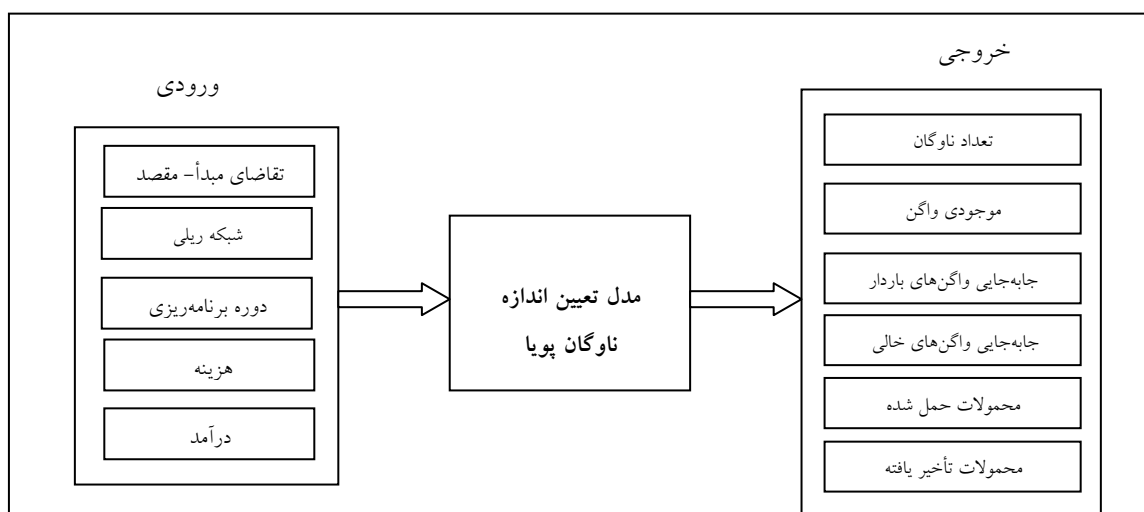 ورودی
تقاضای مبدأ- مقصد
شبکه ریلی
دوره برنامه‌ریزی
هزینه
درآمد
مدل تعیین اندازه
ناوگان پویا
خروجی
تعداد ناوگان
موجودی واگن
جابه‌جایی واگن‌های باردار
جابه‌جایی واگن‌های خالی
محمولات حمل شده
محمولات تأخیر یافته